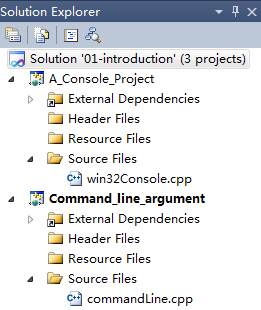 Solution Explorer
Solution '01-introduction' (3 projects)
A_Console_Project
External Dependencies
Header Files
Resource Files
Source Files
win32Console.cpp
Command_line_argument
External Dependencies
Header Files
Resource Files
Source Files
commandLine.cpp